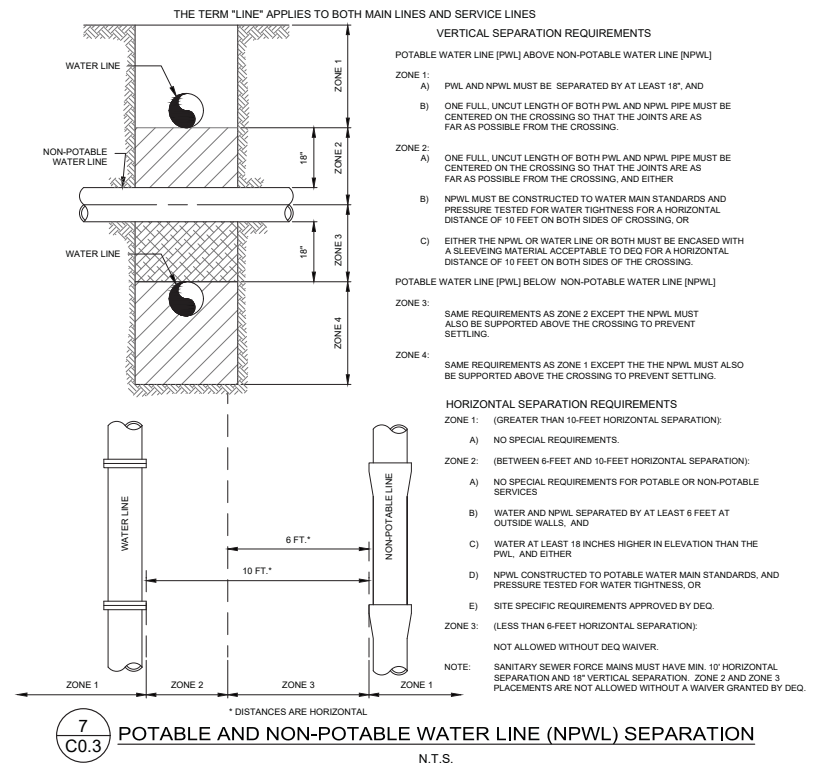 THE TERM "LINE" APPLIES TO BOTH MAIN LINES AND SERVICE LINES
WATER LINE
NON-POTABLE
WATER LINE
WATER LINE
18"
18"
ZONE 1
ZONE 2
ZONE 3
ZONE 4
VERTICAL SEPARATION REQUIREMENTS
POTABLE WATER LINE [PWL] ABOVE NON-POTABLE WATER LINE [NPWL]
ZONE 1:
A) PWL AND NPWL MUST BE SEPARATED BY AT LEAST 18", AND
B) ONE FULL, UNCUT LENGTH OF BOTH PWL AND NPWL PIPE MUST BE
CENTERED ON THE CROSSING SO THAT THE JOINTS ARE AS
FAR AS POSSIBLE FROM THE CROSSING.
ZONE 2:
A) ONE FULL, UNCUT LENGTH OF BOTH PWL AND NPWL PIPE MUST BE
CENTERED ON THE CROSSING SO THAT THE JOINTS ARE AS
FAR AS POSSIBLE FROM THE CROSSING, AND EITHER
B) NPWL MUST BE CONSTRUCTED TO WATER MAIN STANDARDS AND
PRESSURE TESTED FOR WATER TIGHTNESS FOR A HORIZONTAL
DISTANCE OF 10 FEET ON BOTH SIDES OF CROSSING, OR
C) EITHER THE NPWL OR WATER LINE OR BOTH MUST BE ENCASED WITH
A SLEEVING MATERIAL ACCEPTABLE TO DEQ FOR A HORIZONTAL
DISTANCE OF 10 FEET ON BOTH SIDES OF THE CROSSING.
POTABLE WATER LINE [PWL] BELOW NON-POTABLE WATER LINE [NPWL]
ZONE 3:
SAME REQUIREMENTS AS ZONE 2 EXCEPT THE NPWL MUST
ALSO BE SUPPORTED ABOVE THE CROSSING TO PREVENT
SETTLING.
ZONE 4:
SAME REQUIREMENTS AS ZONE 1 EXCEPT THE THE NPWL MUST ALSO
BE SUPPORTED ABOVE THE CROSSING TO PREVENT SETTLING.
HORIZONTAL SEPARATION REQUIREMENTS
ZONE 1: (GREATER THAN 10-FEET HORIZONTAL SEPARATION):
A) NO SPECIAL REQUIREMENTS.
ZONE 2: (BETWEEN 6-FEET AND 10-FEET HORIZONTAL SEPARATION):
A) NO SPECIAL REQUIREMENTS FOR POTABLE OR NON-POTABLE
SERVICES
B) WATER AND NPWL SEPARATED BY AT LEAST 6 FEET AT
OUTSIDE WALLS, AND
C) WATER AT LEAST 18 INCHES HIGHER IN ELEVATION THAN THE
PWL, AND EITHER
D) NPWL CONSTRUCTED TO POTABLE WATER MAIN STANDARDS, AND
PRESSURE TESTED FOR WATER TIGHTNESS, OR
E) SITE SPECIFIC REQUIREMENTS APPROVED BY DEQ.
ZONE 3: (LESS THAN 6-FEET HORIZONTAL SEPARATION):
NOT ALLOWED WITHOUT DEQ WAIVER.
NOTE: SANITARY SEWER FORCE MAINS MUST HAVE MIN. 10' HORIZONTAL
SEPARATION AND 18" VERTICAL SEPARATION. ZONE 2 AND ZONE 3
PLACEMENTS ARE NOT ALLOWED WITHOUT A WAIVER GRANTED BY DEQ.
WATER LINE
NON-POTABLE LINE
6 FT.*
10 FT.*
ZONE 1 ZONE 2 ZONE 3 ZONE 1
* DISTANCES ARE HORIZONTAL
7
C0.3
POTABLE AND NON-POTABLE WATER LINE (NPWL) SEPARATION
N.T.S.